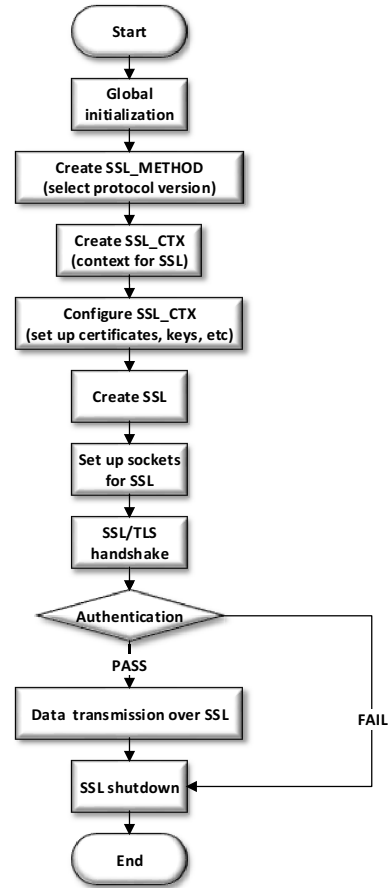 Start
Global
initialization
Create SSL_METHOD
(select protocol version)
Create SSL_CTX
(context for SSL)
Configure SSL_CTX
(set up certificates, keys, etc)
Create SSL
Set up sockets
for SSL
SSL/TLS
handshake
Authentication
PASS
Data transmission over SSL
FAIL
SSL shutdown
End